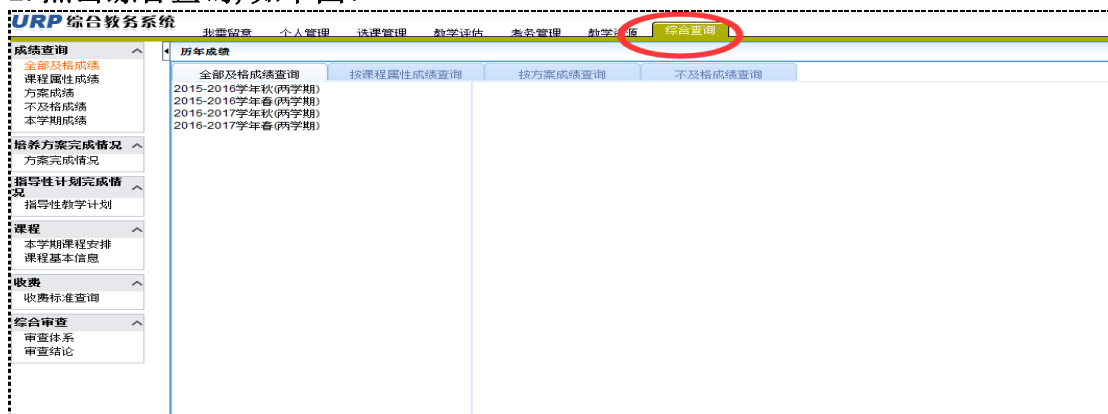 URP 综合教务系统
我需留意 个人管理 选课管理 教学评估 考务管理 教学资源 综合查询
成绩查询
全部及格成绩
课程属性成绩
方案成绩
不及格成绩
本学期成绩
培养方案完成情况
方案完成情况
指导性计划完成情
况
指导性教学计划
课程
本学期课程安排
课程基本信息
收费
收费标准查询
综合审查
审查体系
审查结论
历年成绩
全部及格成绩查询 按课程属性成绩查询 按方案成绩查询 不及格成绩查询
2015-2016学年秋(两学期)
2015-2016学年春(两学期)
2016-2017学年秋(两学期)
2016-2017学年春(两学期)